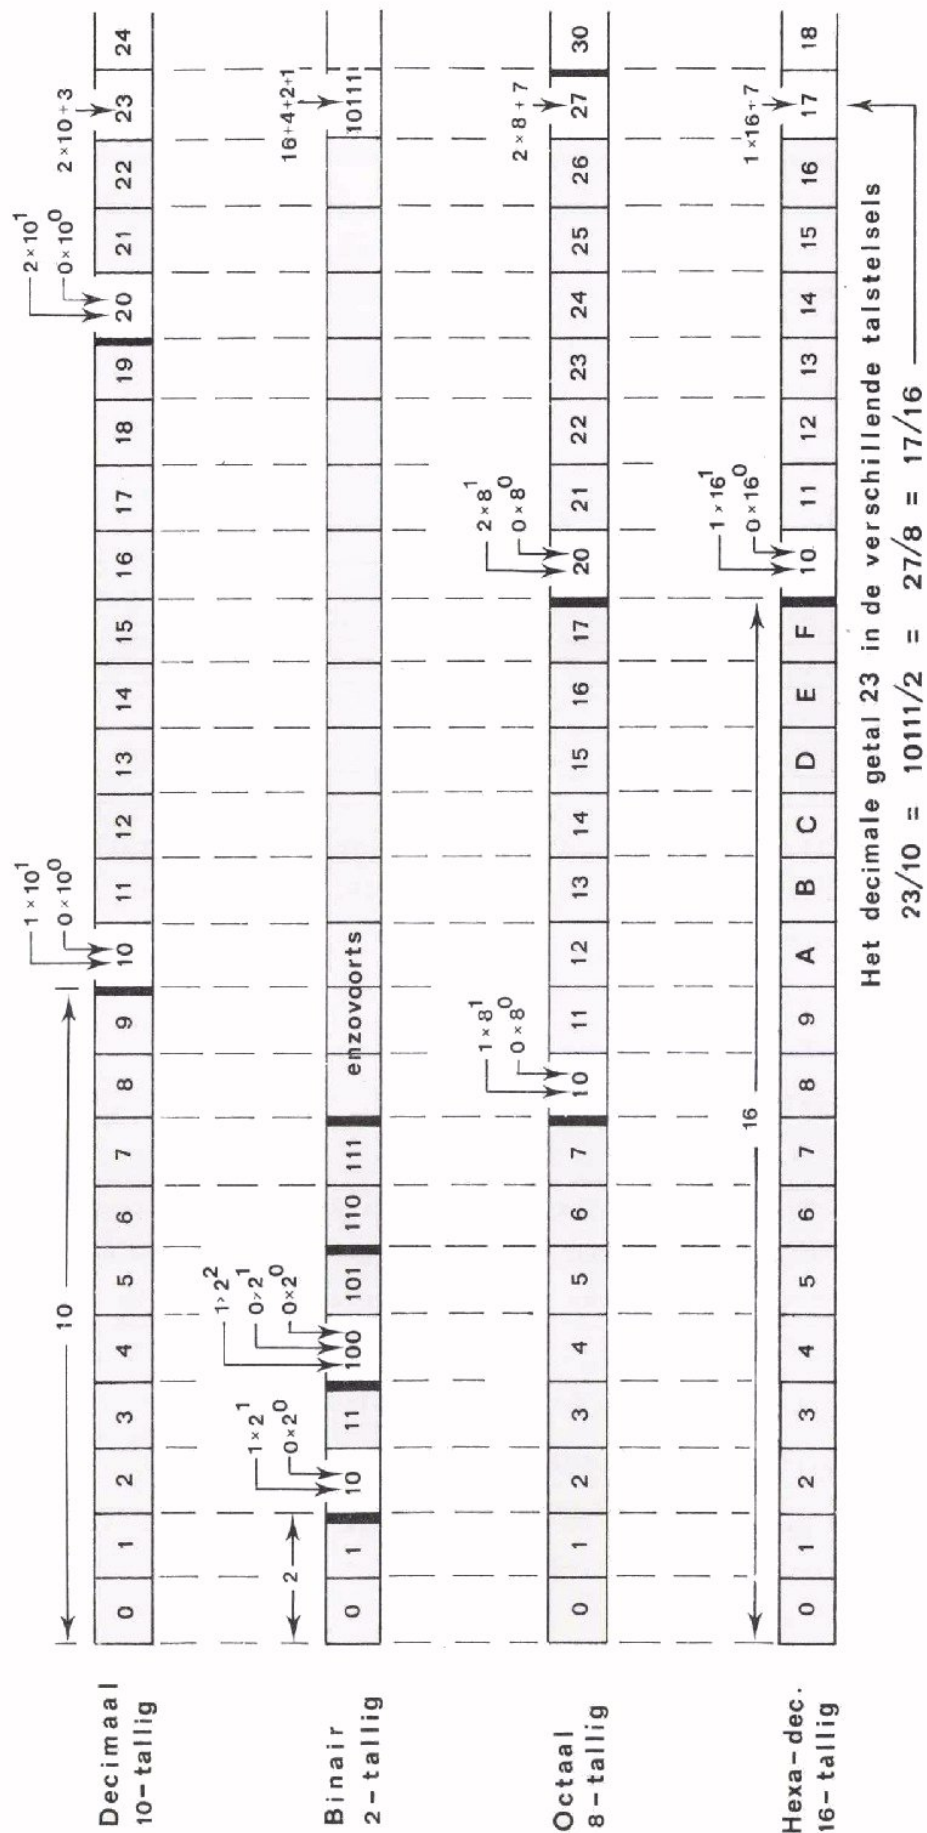 2×10¹
0×10⁰
2×10+3
1×10¹
0×10⁰
10
Decimaal
10-tallig
0 1 2 3 4 5 6 7 8 9 10 11 12 13 14 15 16 17 18 19 20 21 22 23 24
1×2²
0×2¹
0×2⁰
1×2¹
0×2⁰
2
16+4+2+1
Binair
2-tallig
0 1 10 11 100 101 110 111 enzovoorts 10111
1×8¹
0×8⁰
2×8¹
0×8⁰
2×8+7
Octaal
8-tallig
0 1 2 3 4 5 6 7 10 11 12 13 14 15 16 17 20 21 22 23 24 25 26 27 30
16
1×16¹
0×16⁰
1×16+7
Hexa-dec.
16-tallig
0 1 2 3 4 5 6 7 8 9 A B C D E F 10 11 12 13 14 15 16 17 18
Het decimale getal 23 in de verschillende talstelsels
23/10 = 10111/2 = 27/8 = 17/16